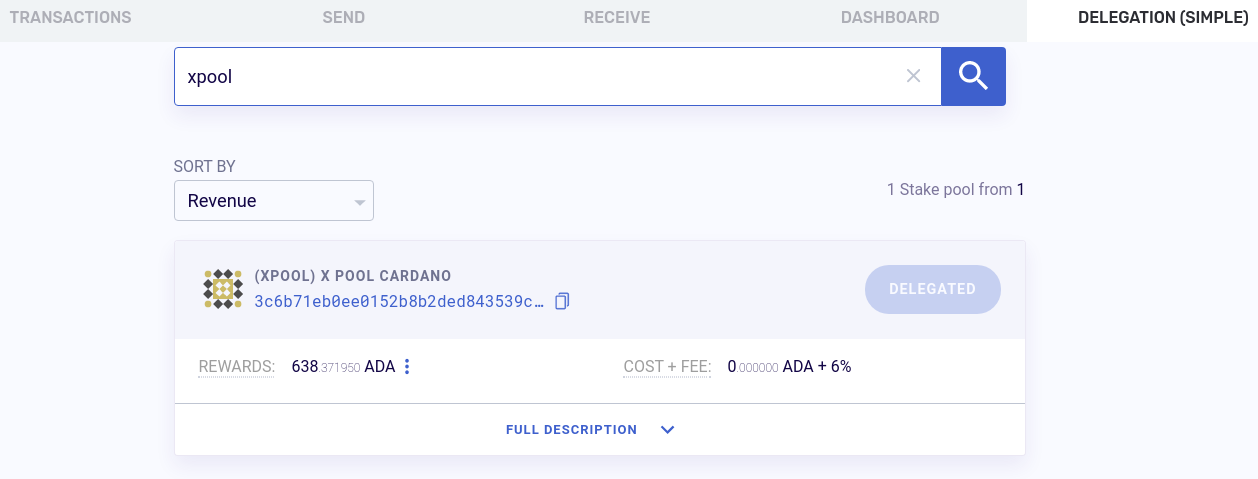 TRANSACTIONS SEND RECEIVE DASHBOARD DELEGATION (SIMPLE)
xpool
SORT BY
Revenue
1 Stake pool from 1
(XPOOL) X POOL CARDANO
3c6b71eb0ee0152b8b2ded843539c…
DELEGATED
REWARDS: 638.371950 ADA
COST + FEE: 0.000000 ADA + 6%
FULL DESCRIPTION